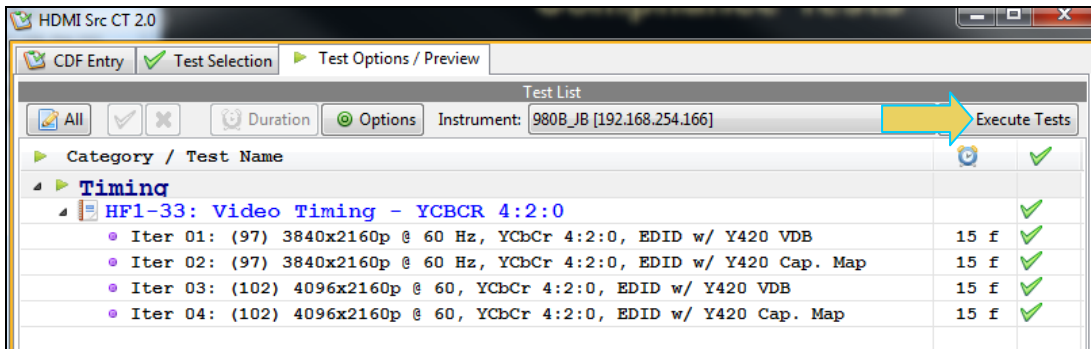 HDMI Src CT 2.0
Compliance Tests
CDF Entry Test Selection Test Options / Preview
Test List
All Duration Options Instrument: 980B_JB [192.168.254.166] Execute Tests
Category / Test Name
Timing
HF1-33: Video Timing - YCBCR 4:2:0
Iter 01: (97) 3840x2160p @ 60 Hz, YCbCr 4:2:0, EDID w/ Y420 VDB 15 f
Iter 02: (97) 3840x2160p @ 60 Hz, YCbCr 4:2:0, EDID w/ Y420 Cap. Map 15 f
Iter 03: (102) 4096x2160p @ 60, YCbCr 4:2:0, EDID w/ Y420 VDB 15 f
Iter 04: (102) 4096x2160p @ 60, YCbCr 4:2:0, EDID w/ Y420 Cap. Map 15 f